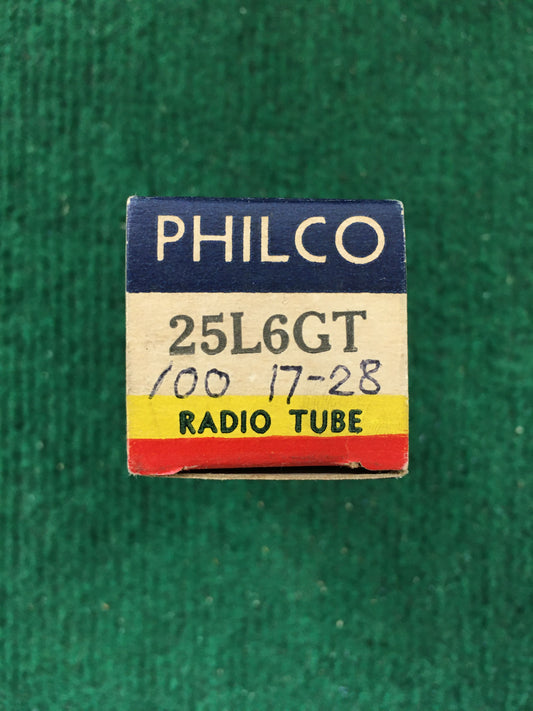 PHILCO
25L6GT
100 17-28
RADIO TUBE